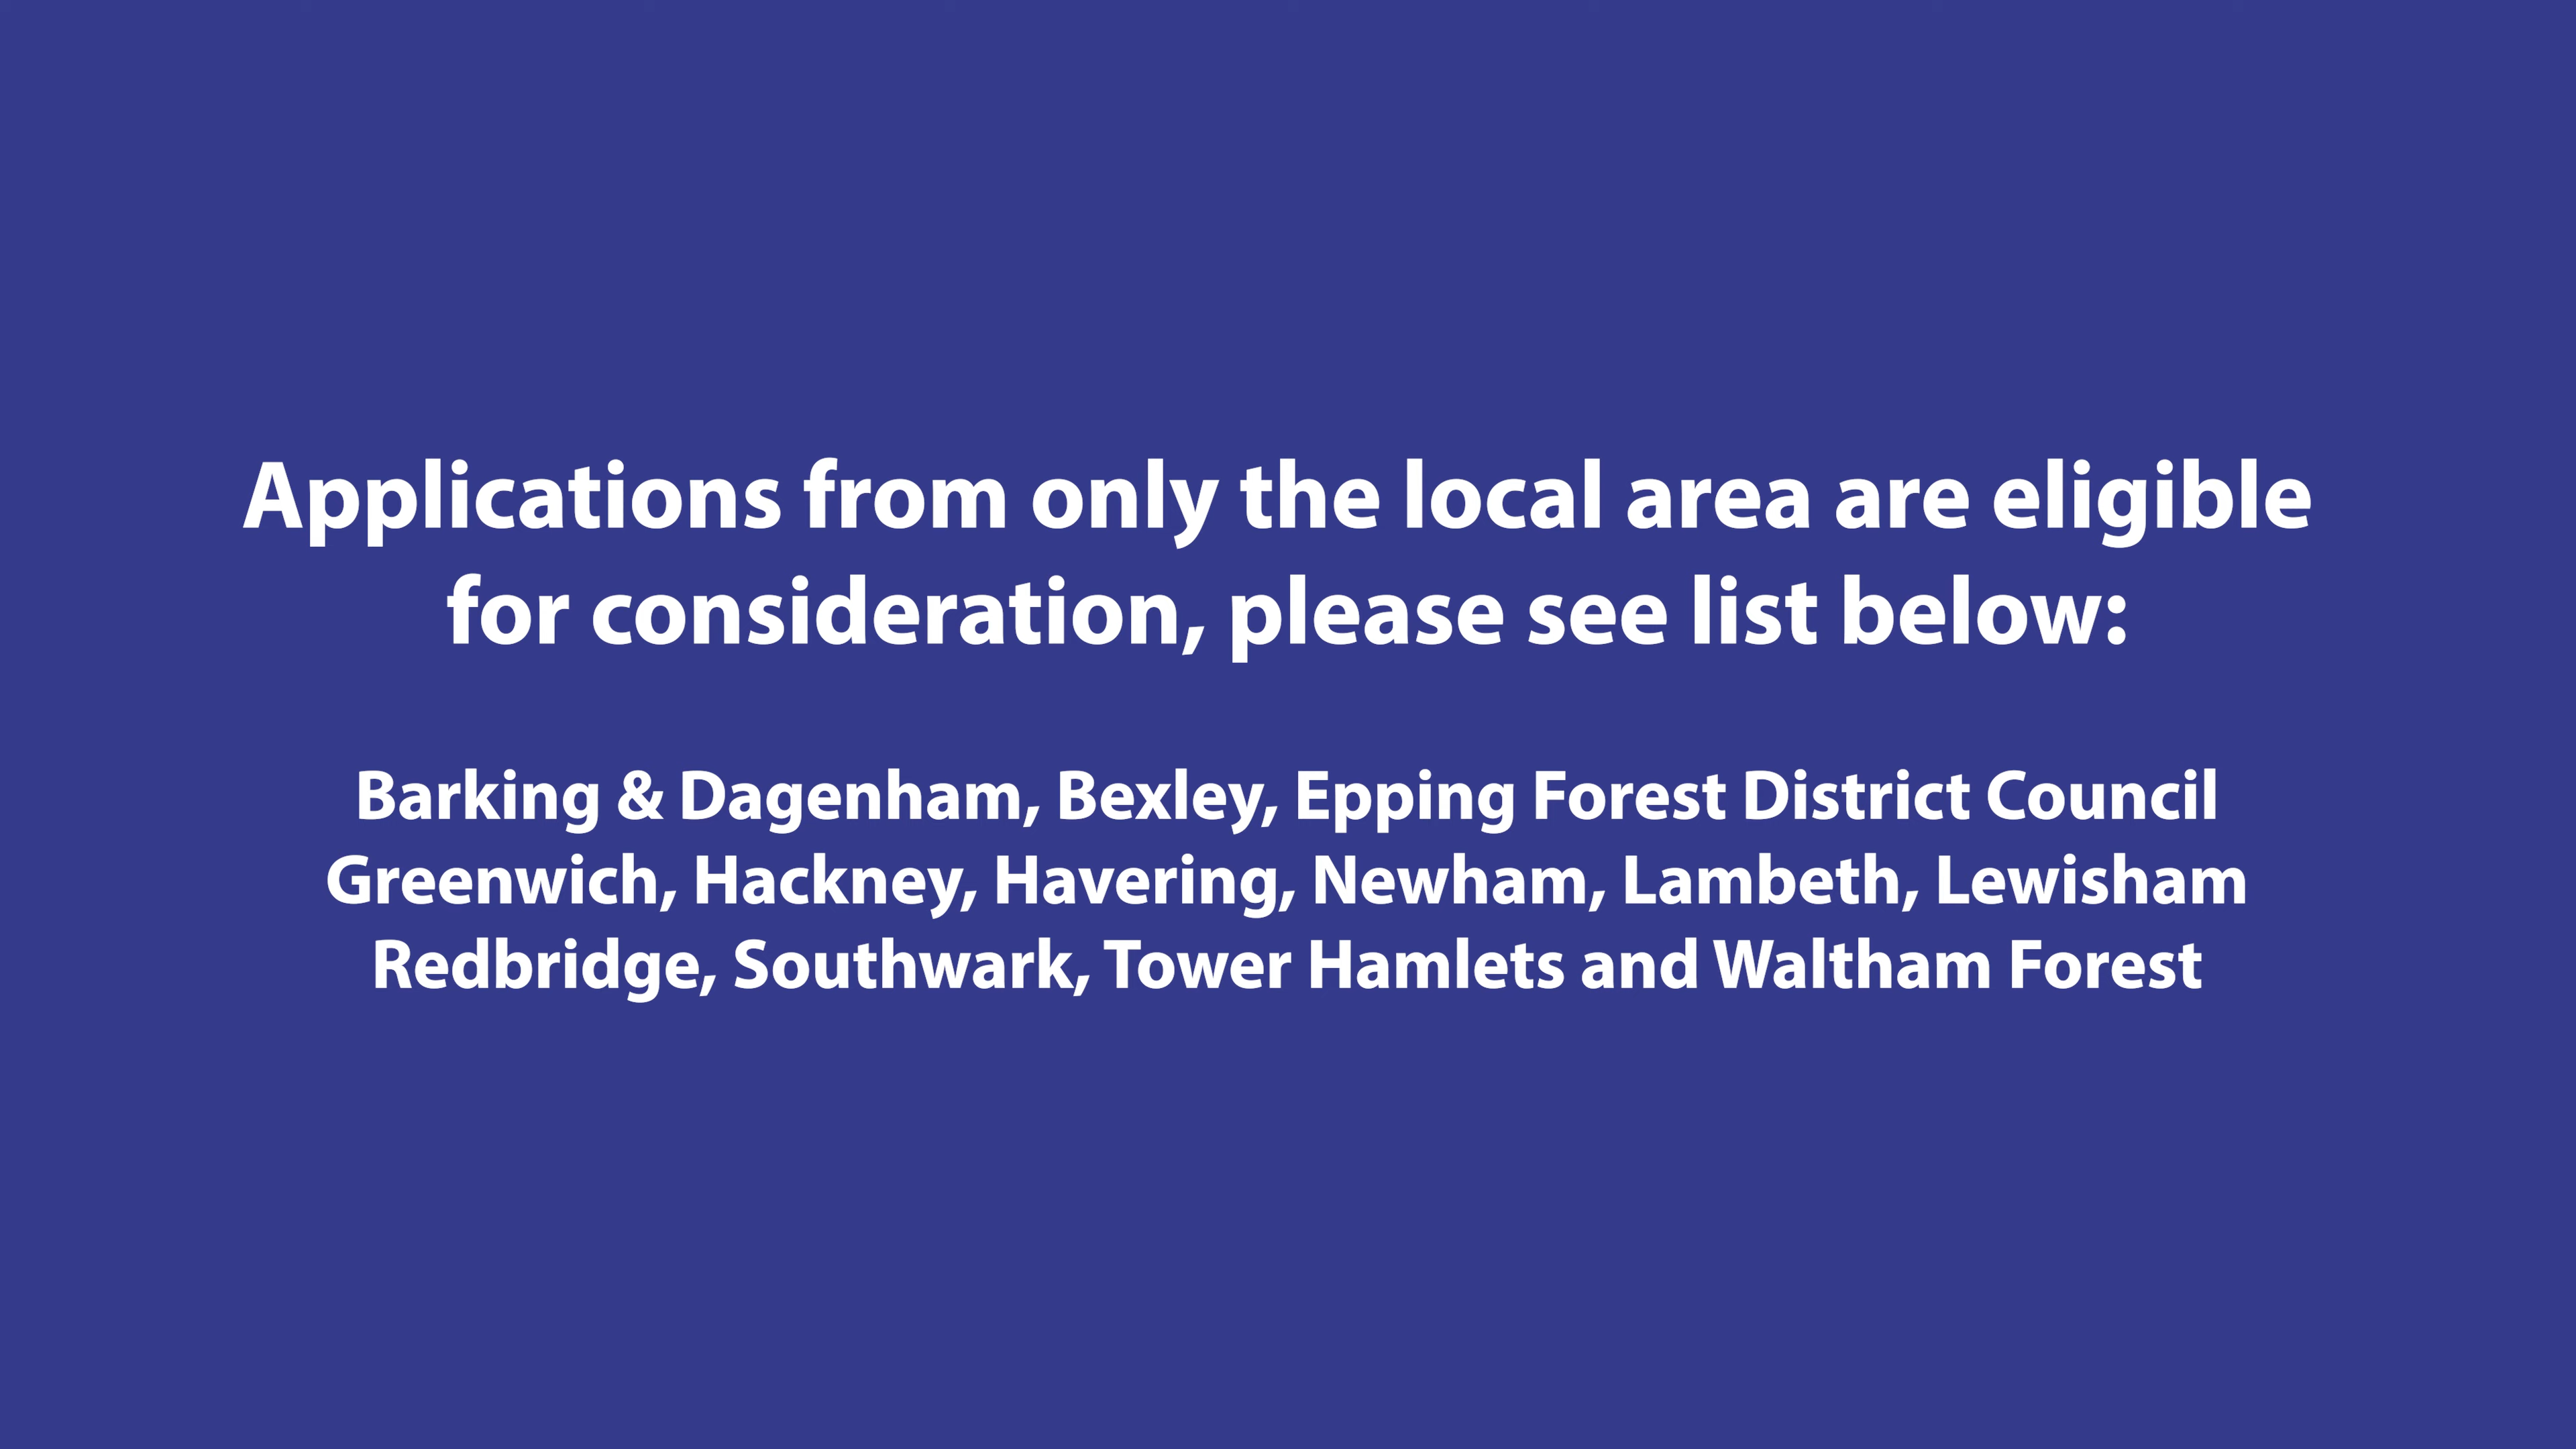 Applications from only the local area are eligible
for consideration, please see list below:
Barking & Dagenham, Bexley, Epping Forest District Council
Greenwich, Hackney, Havering, Newham, Lambeth, Lewisham
Redbridge, Southwark, Tower Hamlets and Waltham Forest